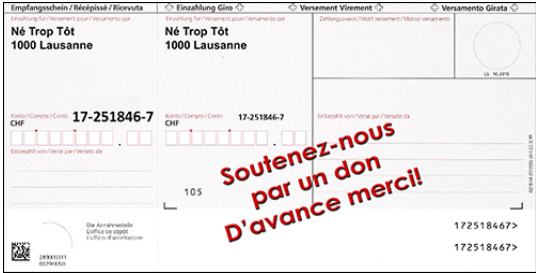 Empfangsschein / Récépissé / Ricevuta
Einzahlung Giro
Versement Virement
Versamento Girata
Einzahlung für / Versement pour / Versamento per
Einzahlung für / Versement pour / Versamento per
Zahlungszweck / Motif versement / Motivo versamento
Né Trop Tôt
1000 Lausanne
Né Trop Tôt
1000 Lausanne
Konto / Compte / Conto 17-251846-7
CHF
Konto / Compte / Conto 17-251846-7
CHF
Einbezahlt von / Versé par / Versato da
Einbezahlt von / Versé par / Versato da
105
Soutenez-nous
par un don
D'avance merci!
Die Annahmestelle
L'office de dépôt
L'ufficio d'accettazione
172518467>
172518467>